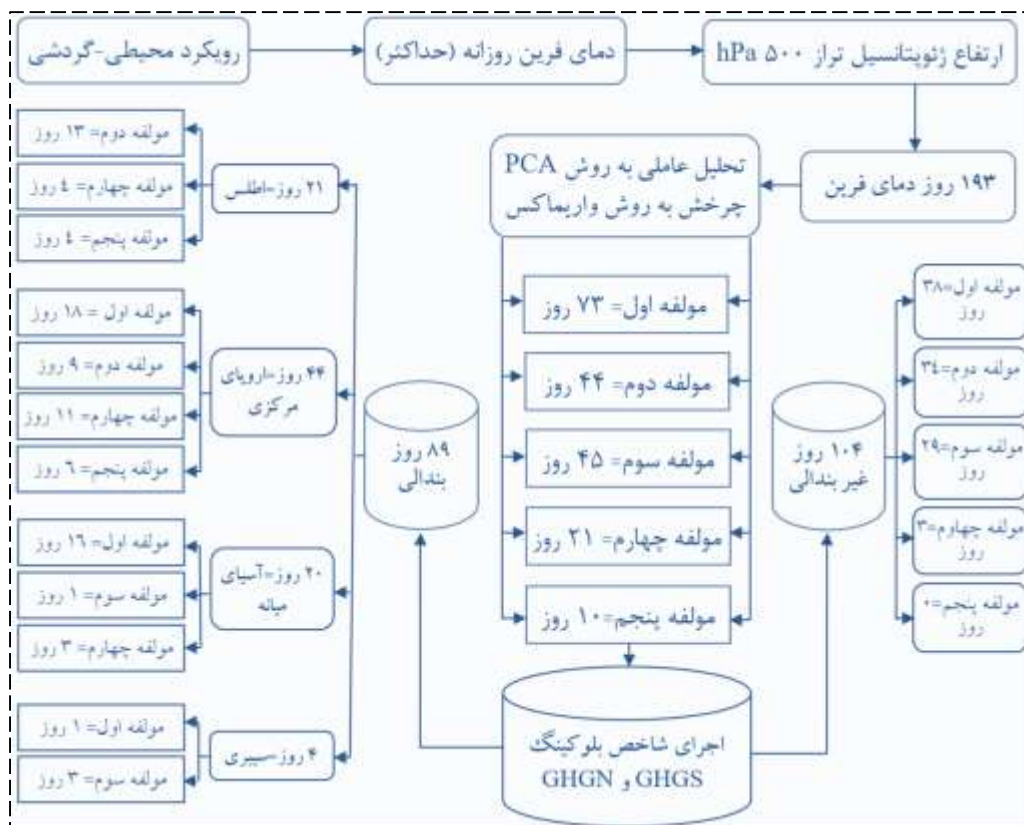 رویکرد محیطی-گردشی
دمای فرین روزانه (حداکثر)
ارتفاع ژئوپتانسیل تراز ۵۰۰ hPa
۱۹۳ روز دمای فرین
تحلیل عاملی به روش PCA
چرخش به روش واریماکس
مولفه اول= ۷۳ روز
مولفه دوم= ۴۴ روز
مولفه سوم= ۴۵ روز
مولفه چهارم= ۲۱ روز
مولفه پنجم=۱۰ روز
اجرای شاخص بلوکینگ
GHGS و GHGN
۱۰۴ روز
غیر بندالی
مولفه اول=۳۸
روز
مولفه دوم=۳٤
روز
مولفه سوم=۲۹
روز
مولفه چهارم=۳
روز
مولفه پنجم=۰
روز
۸۹ روز
بندالی
۲۱ روز=اطلس
مولفه دوم= ۱۳ روز
مولفه چهارم= ٤ روز
مولفه پنجم= ٤ روز
۴۴ روز=اروپای
مرکزی
مولفه اول = ۱۸ روز
مولفه دوم= ۹ روز
مولفه چهارم= ۱۱ روز
مولفه پنجم= ٦ روز
۲۰ روز=آسیای
میانه
مولفه اول= ۱٦ روز
مولفه سوم= ۱ روز
مولفه چهارم= ۳ روز
۴ روز=سیبری
مولفه اول= ۱ روز
مولفه سوم= ۳ روز